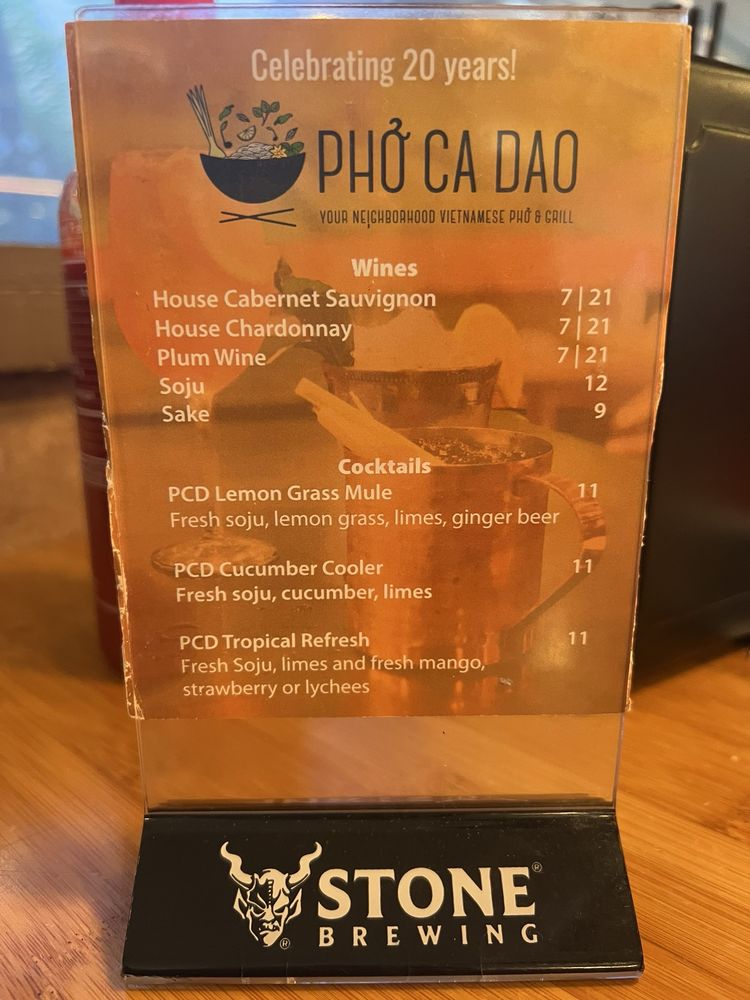 Celebrating 20 years!
PHỞ CA DAO
YOUR NEIGHBORHOOD VIETNAMESE PHỞ & GRILL
Wines
House Cabernet Sauvignon 7 | 21
House Chardonnay 7 | 21
Plum Wine 7 | 21
Soju 12
Sake 9
Cocktails
PCD Lemon Grass Mule 11
Fresh soju, lemon grass, limes, ginger beer
PCD Cucumber Cooler 11
Fresh soju, cucumber, limes
PCD Tropical Refresh 11
Fresh Soju, limes and fresh mango,
strawberry or lychees
STONE®
BREWING
®